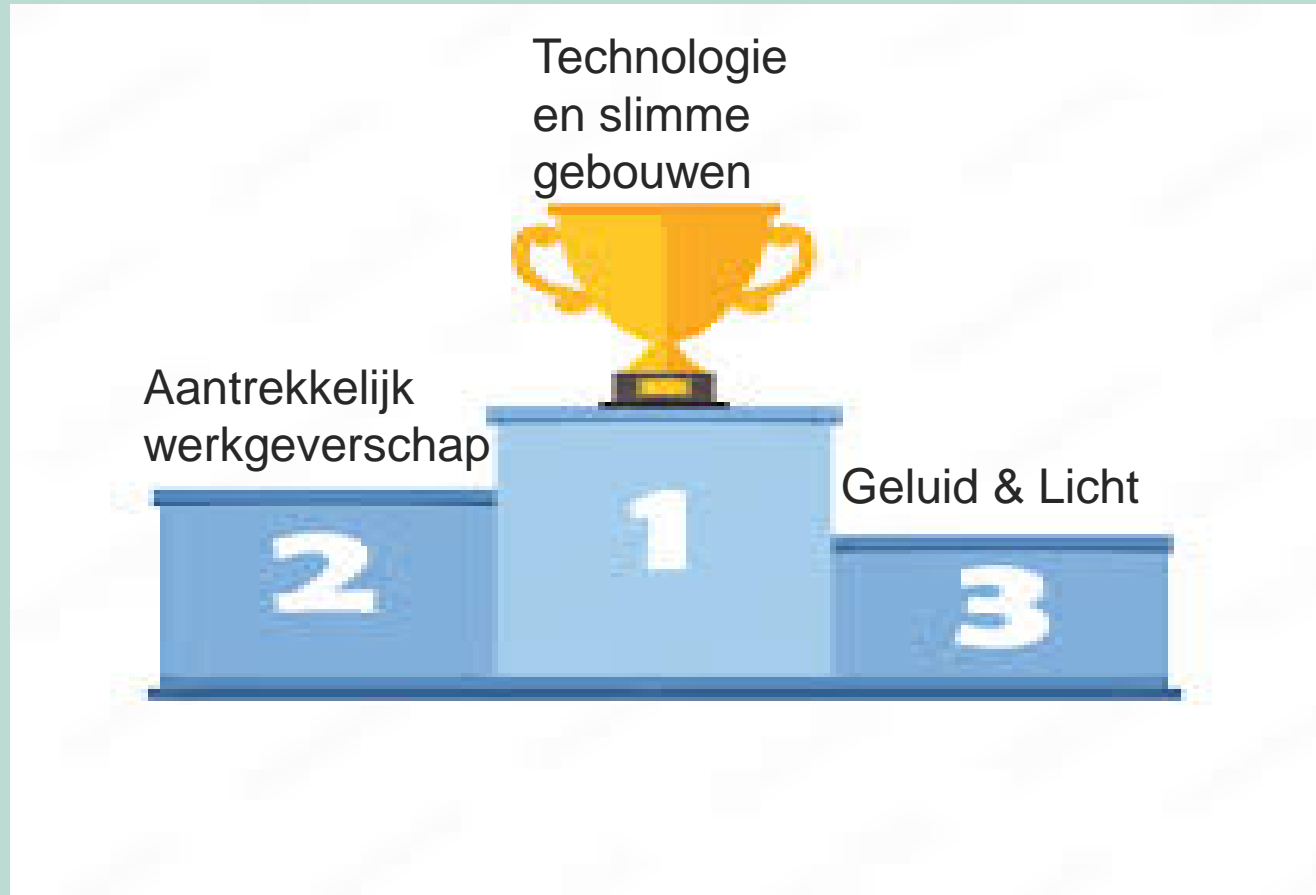 Technologie
en slimme
gebouwen
Aantrekkelijk
werkgeverschap
Geluid & Licht
1
2
3